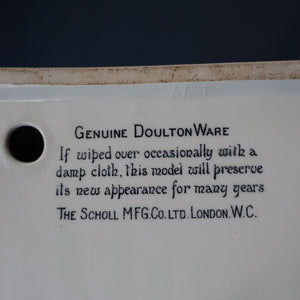 GENUINE DOULTON WARE
If wiped over occasionally with a
damp cloth, this model will preserve
its new appearance for many years
THE SCHOLL MFG.CO.LTD. LONDON.W.C.